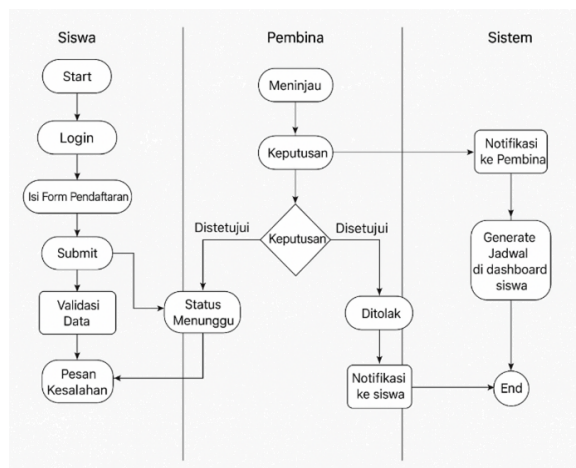 Siswa
Pembina
Sistem
Start
Login
Isi Form Pendaftaran
Submit
Validasi
Data
Pesan
Kesalahan
Meninjau
Keputusan
Distetujui
Keputusan
Disetujui
Status
Menunggu
Ditolak
Notifikasi
ke siswa
Notifikasi
ke Pembina
Generate
Jadwal
di dashboard
siswa
End